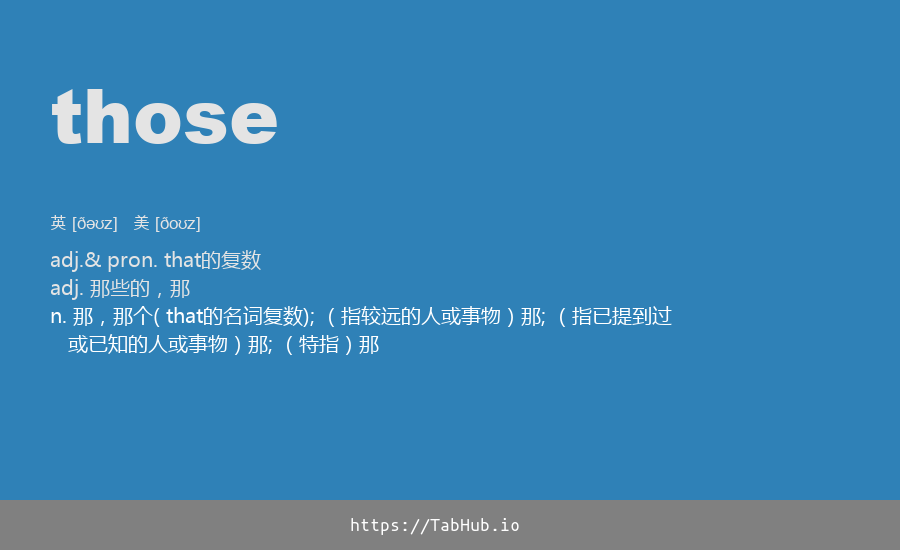 those
英 [ðəʊz] 美 [ðoʊz]
adj.& pron. that的复数
adj. 那些的，那
n. 那，那个( that的名词复数); （指较远的人或事物）那; （指已提到过
或已知的人或事物）那; （特指）那
https://TabHub.io